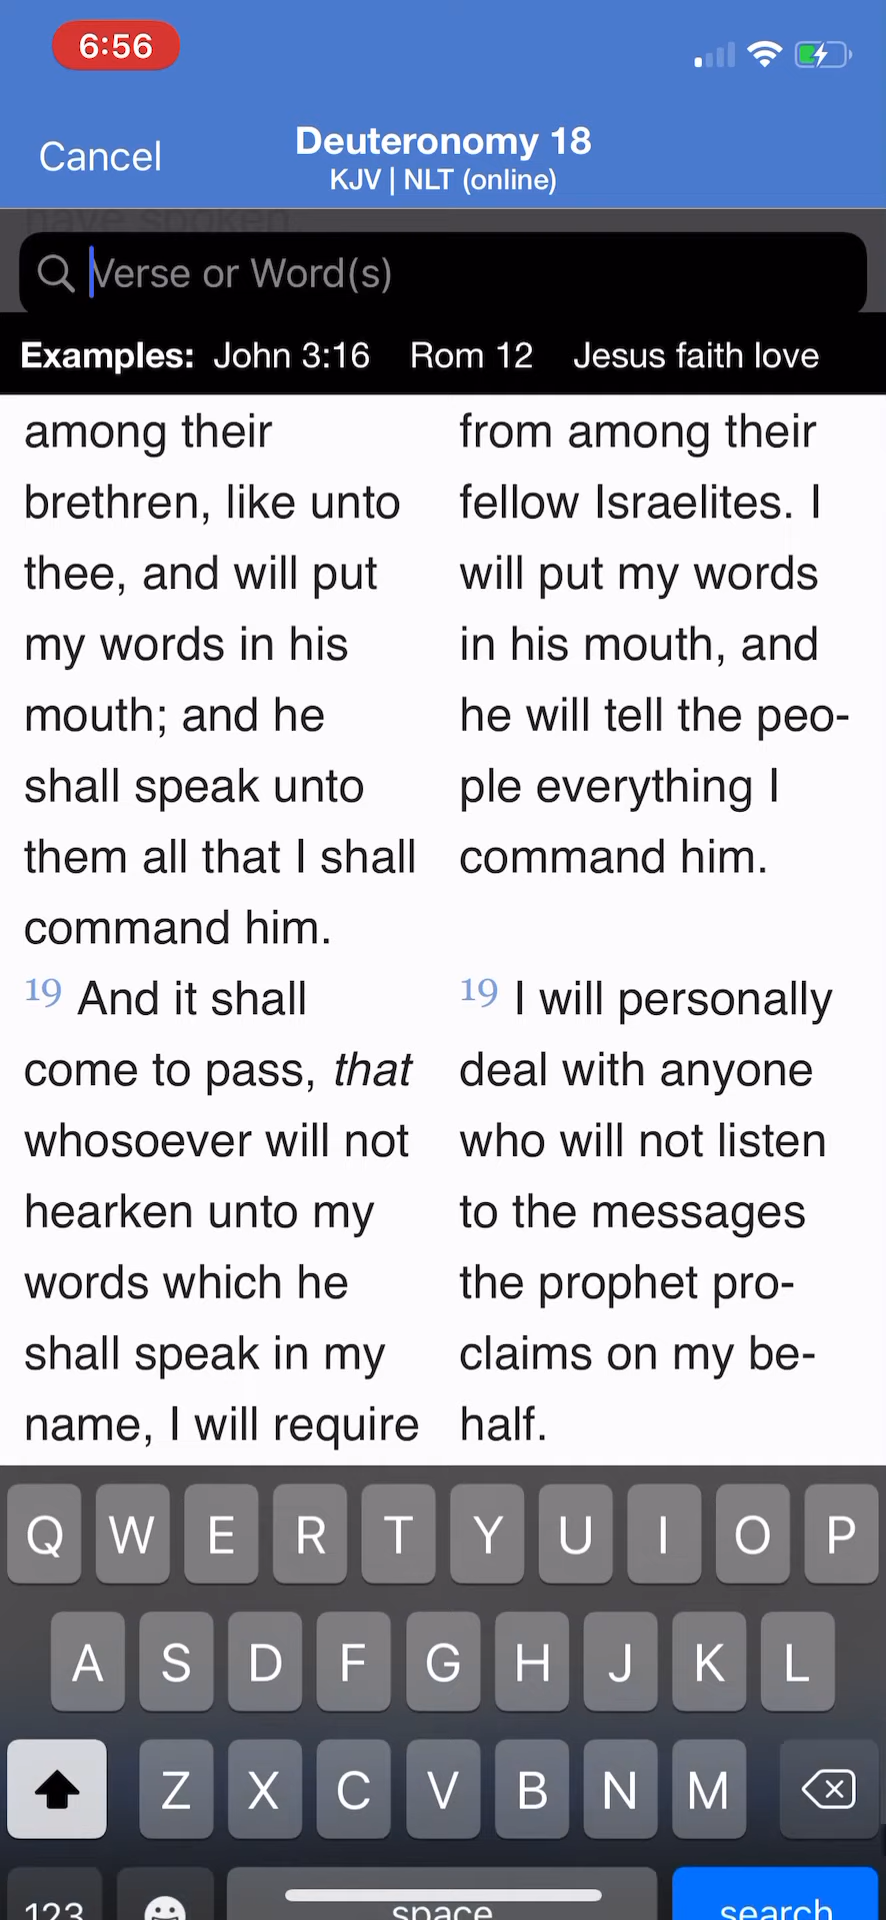 6:56
Cancel
Deuteronomy 18
KJV | NLT (online)
have spoken
Verse or Word(s)
Examples: John 3:16 Rom 12 Jesus faith love
among their
brethren, like unto
thee, and will put
my words in his
mouth; and he
shall speak unto
them all that I shall
command him.
19 And it shall
come to pass, that
whosoever will not
hearken unto my
words which he
shall speak in my
name, I will require
from among their
fellow Israelites. I
will put my words
in his mouth, and
he will tell the peo-
ple everything I
command him.
19 I will personally
deal with anyone
who will not listen
to the messages
the prophet pro-
claims on my be-
half.
Q W E R T Y U I O P
A S D F G H J K L
Z X C V B N M
123 space search